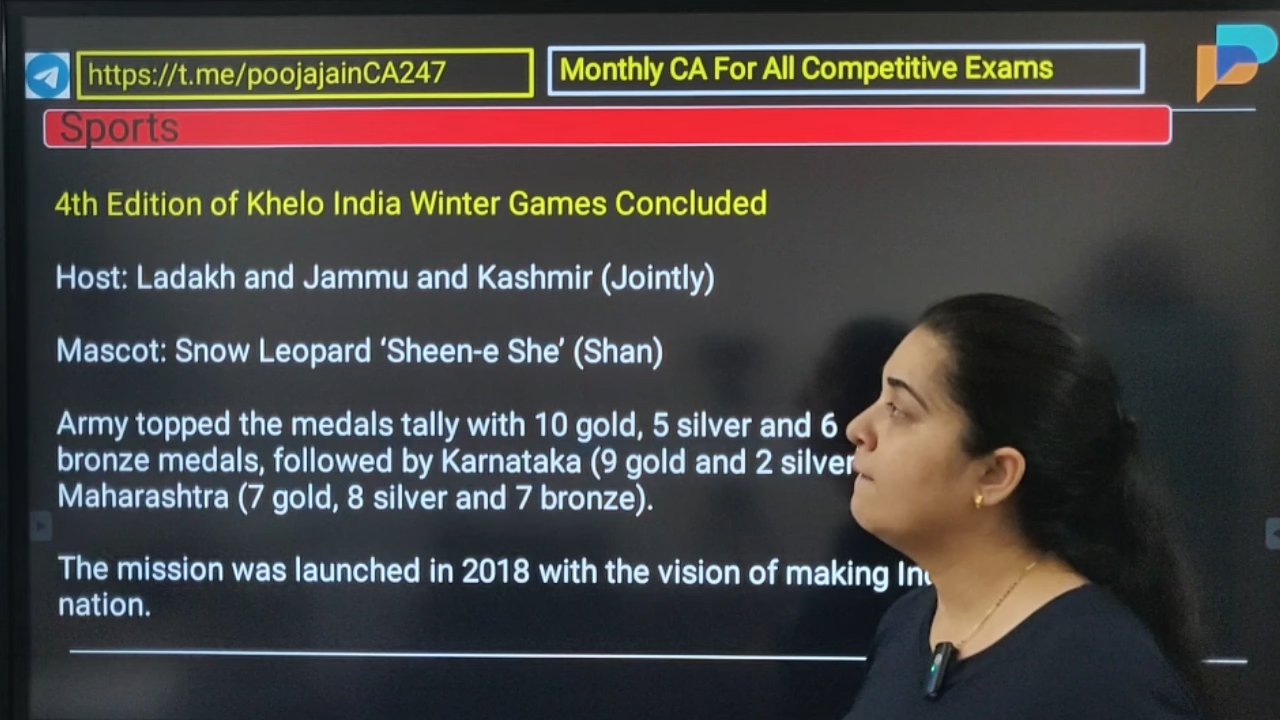 https://t.me/poojajainCA247
Monthly CA For All Competitive Exams
Sports
4th Edition of Khelo India Winter Games Concluded
Host: Ladakh and Jammu and Kashmir (Jointly)
Mascot: Snow Leopard ‘Sheen-e She’ (Shan)
Army topped the medals tally with 10 gold, 5 silver and 6
bronze medals, followed by Karnataka (9 gold and 2 silver
Maharashtra (7 gold, 8 silver and 7 bronze).
The mission was launched in 2018 with the vision of making
nation.